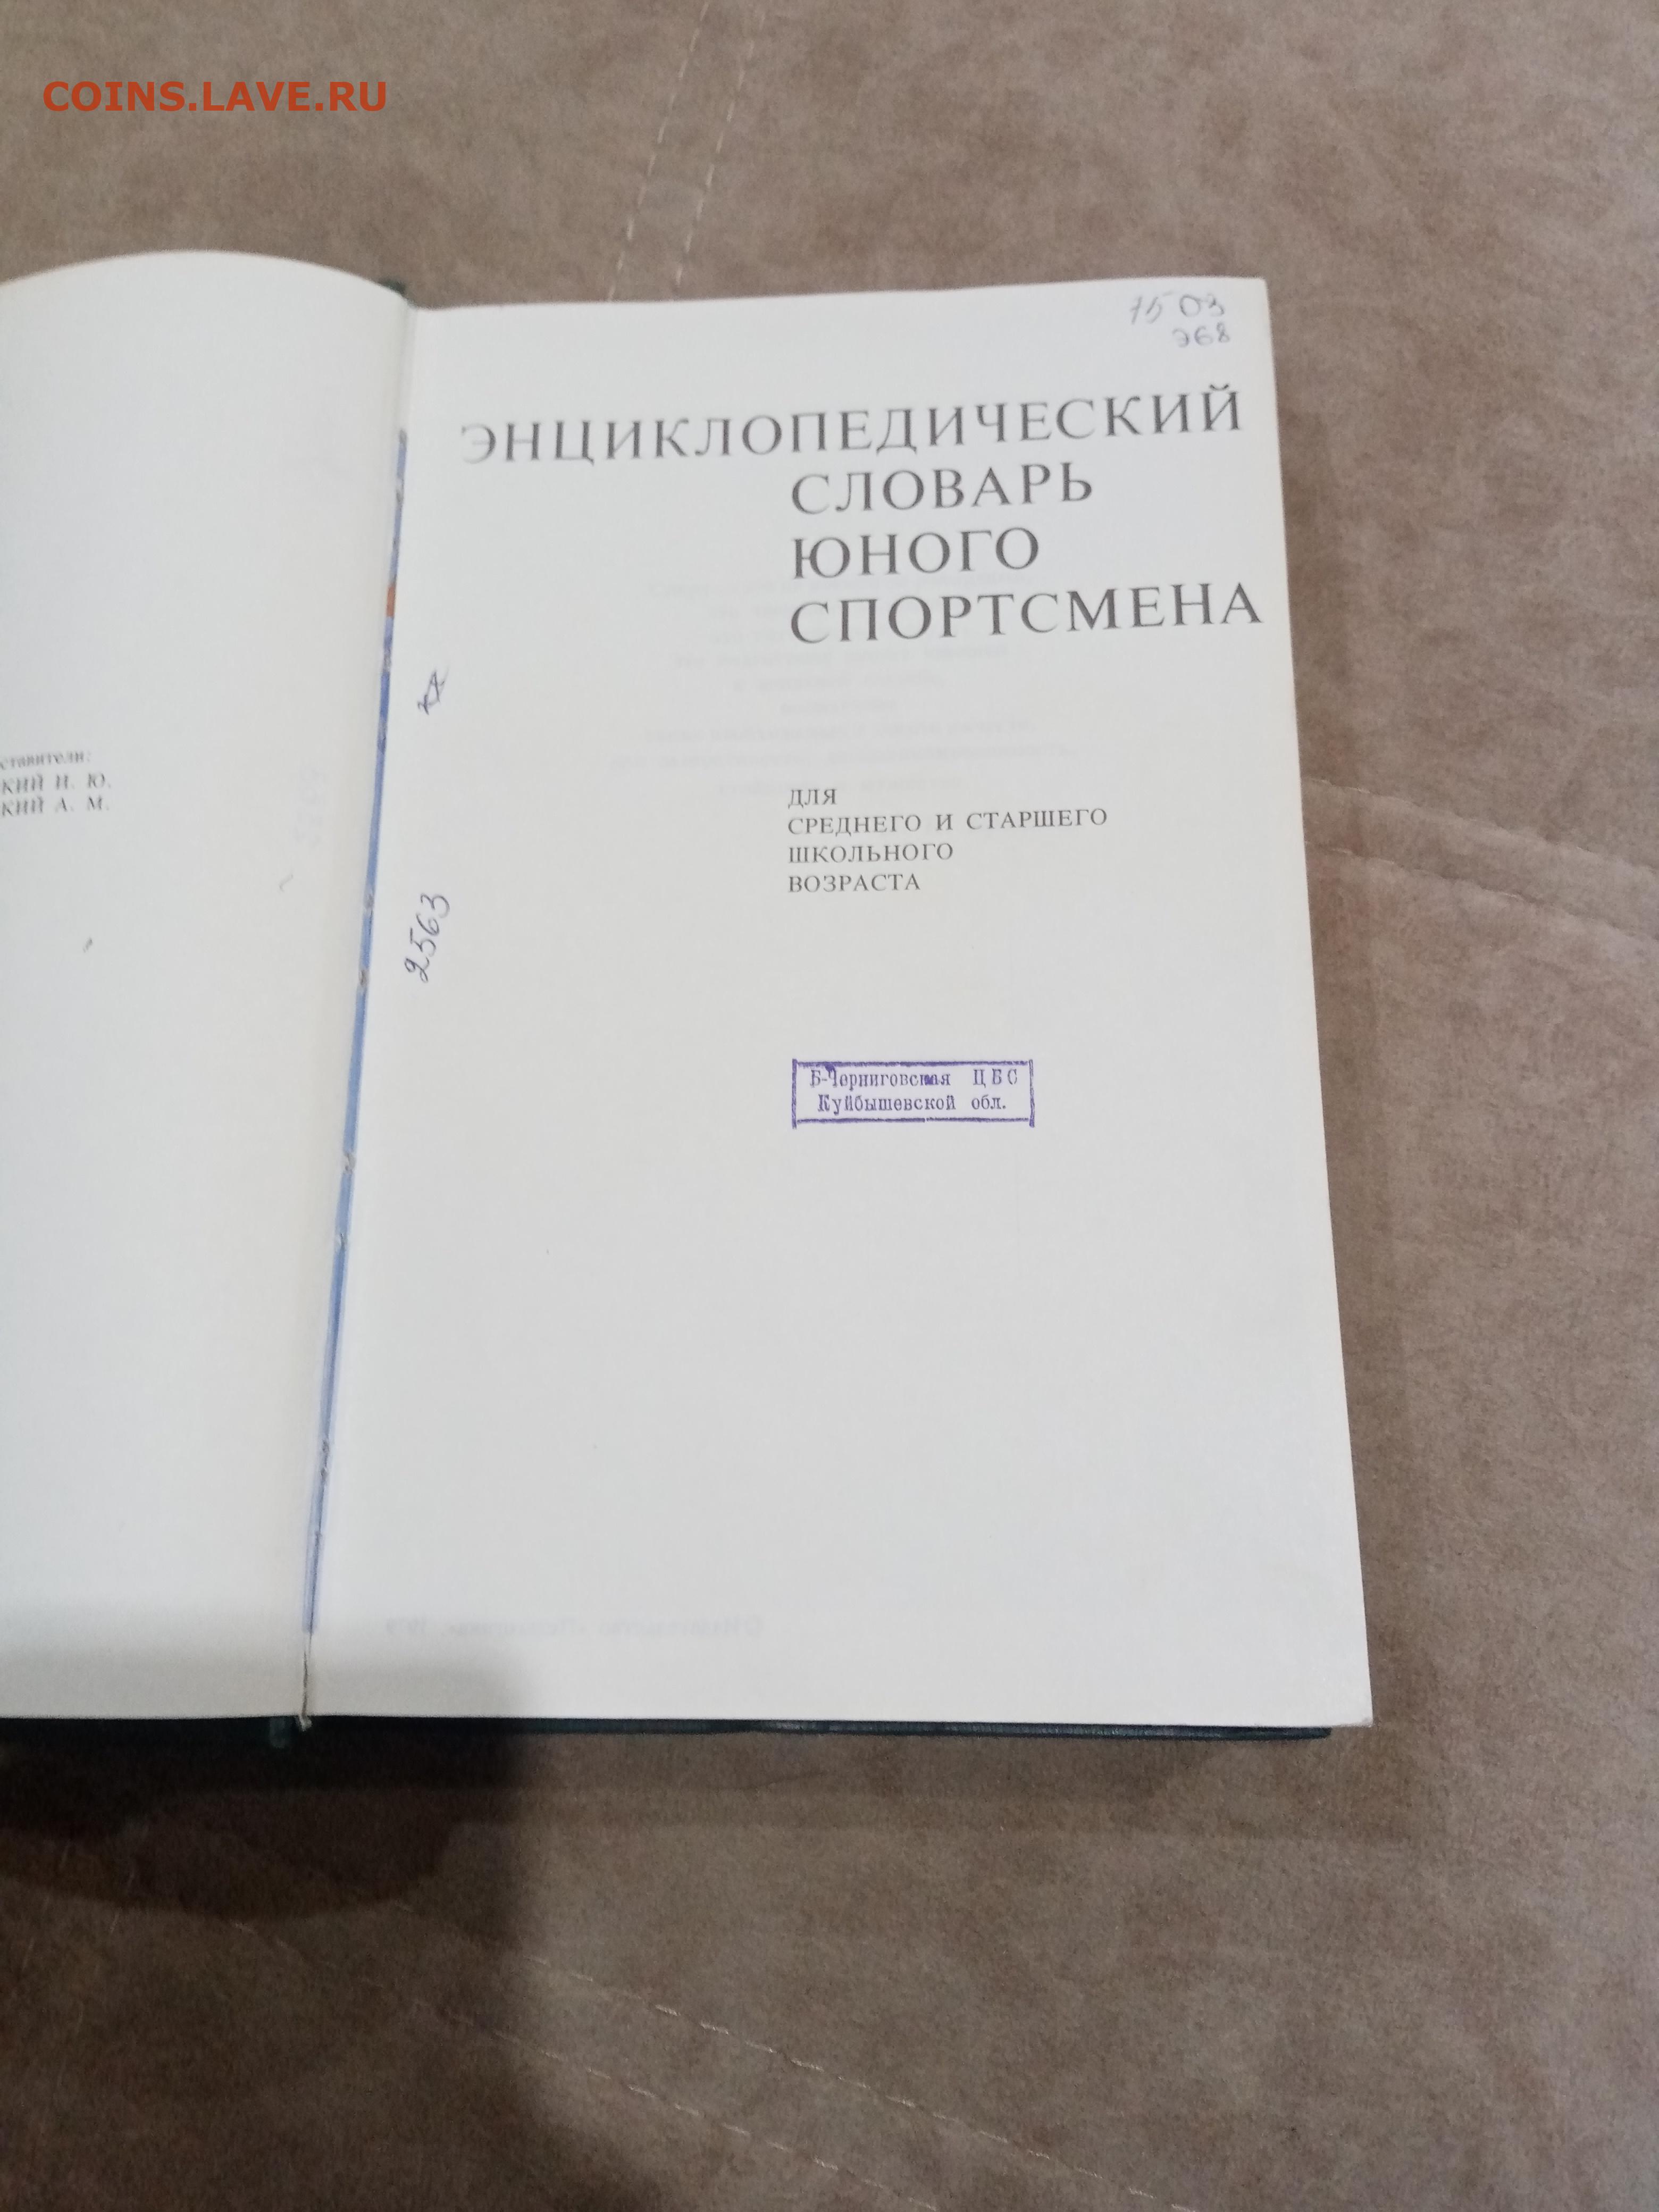 COINS.LAVE.RU
75 03
Э68
ЭНЦИКЛОПЕДИЧЕСКИЙ
СЛОВАРЬ
ЮНОГО
СПОРТСМЕНА
ставители:
КИЙ И. Ю.
КИЙ А. М.
ДЛЯ
СРЕДНЕГО И СТАРШЕГО
ШКОЛЬНОГО
ВОЗРАСТА
2563
Б-Черниговская ЦБС
Куйбышевской обл.